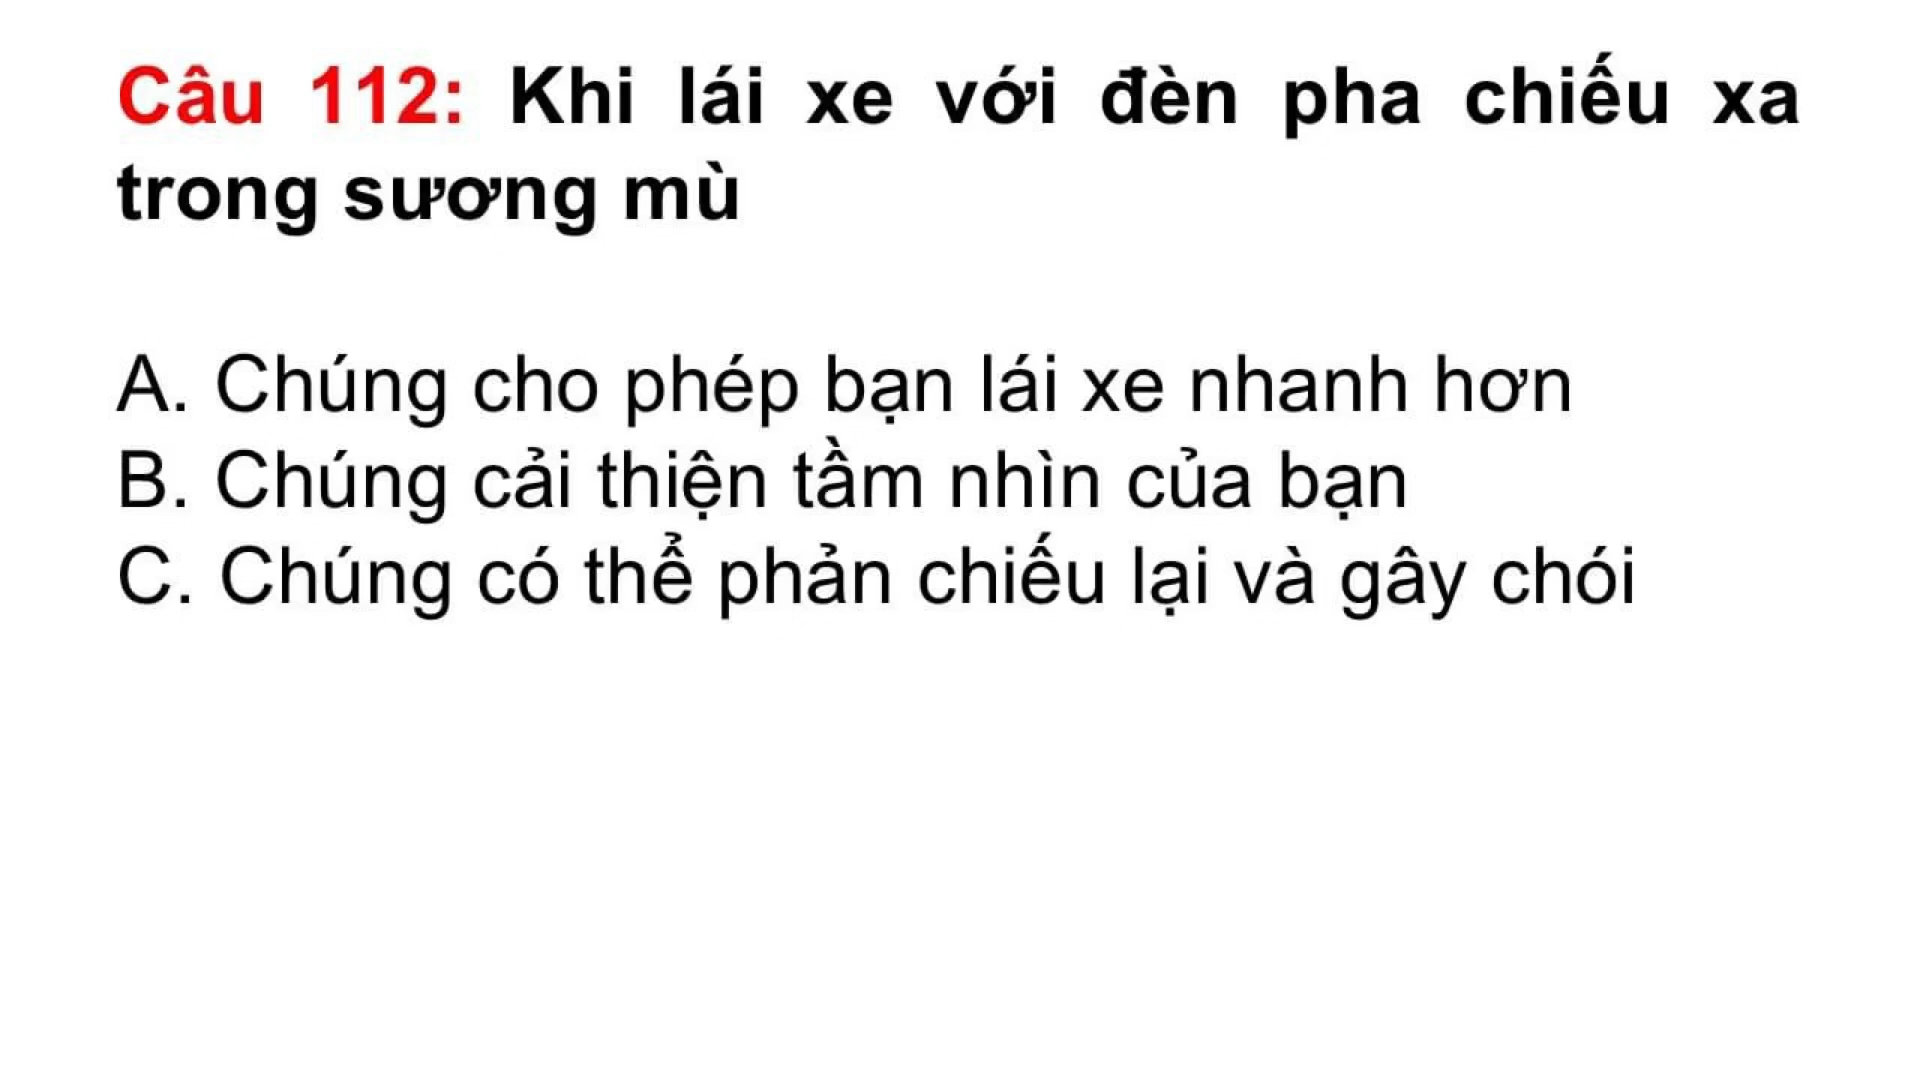 Câu 112: Khi lái xe với đèn pha chiếu xa
trong sương mù
A. Chúng cho phép bạn lái xe nhanh hơn
B. Chúng cải thiện tầm nhìn của bạn
C. Chúng có thể phản chiếu lại và gây chói